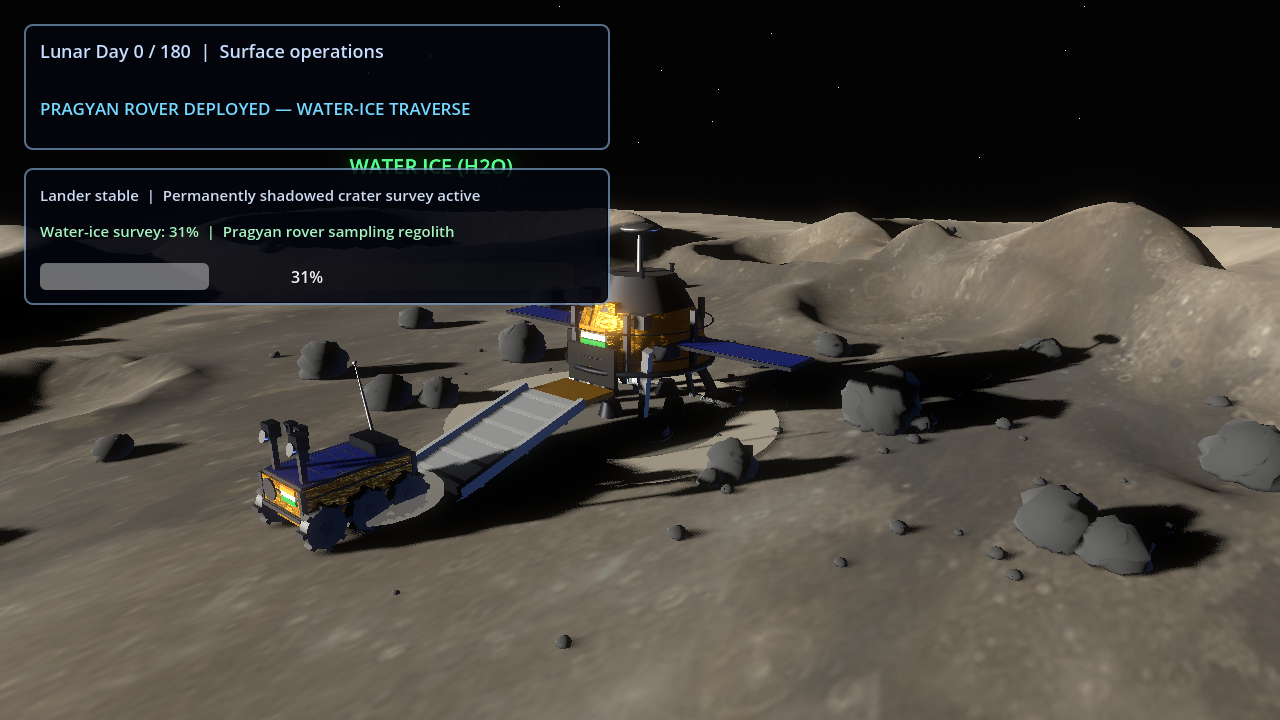 Lunar Day 0 / 180  |  Surface operations
PRAGYAN ROVER DEPLOYED — WATER-ICE TRAVERSE
WATER ICE (H2O)
Lander stable  |  Permanently shadowed crater survey active
Water-ice survey: 31%  |  Pragyan rover sampling regolith
31%